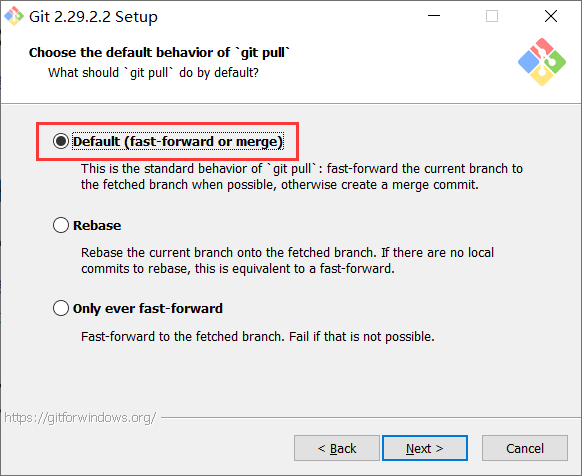 Git 2.29.2.2 Setup
Choose the default behavior of `git pull`
What should `git pull` do by default?
Default (fast-forward or merge)
This is the standard behavior of `git pull`: fast-forward the current branch to
the fetched branch when possible, otherwise create a merge commit.
Rebase
Rebase the current branch onto the fetched branch. If there are no local
commits to rebase, this is equivalent to a fast-forward.
Only ever fast-forward
Fast-forward to the fetched branch. Fail if that is not possible.
https://gitforwindows.org/
< Back Next > Cancel